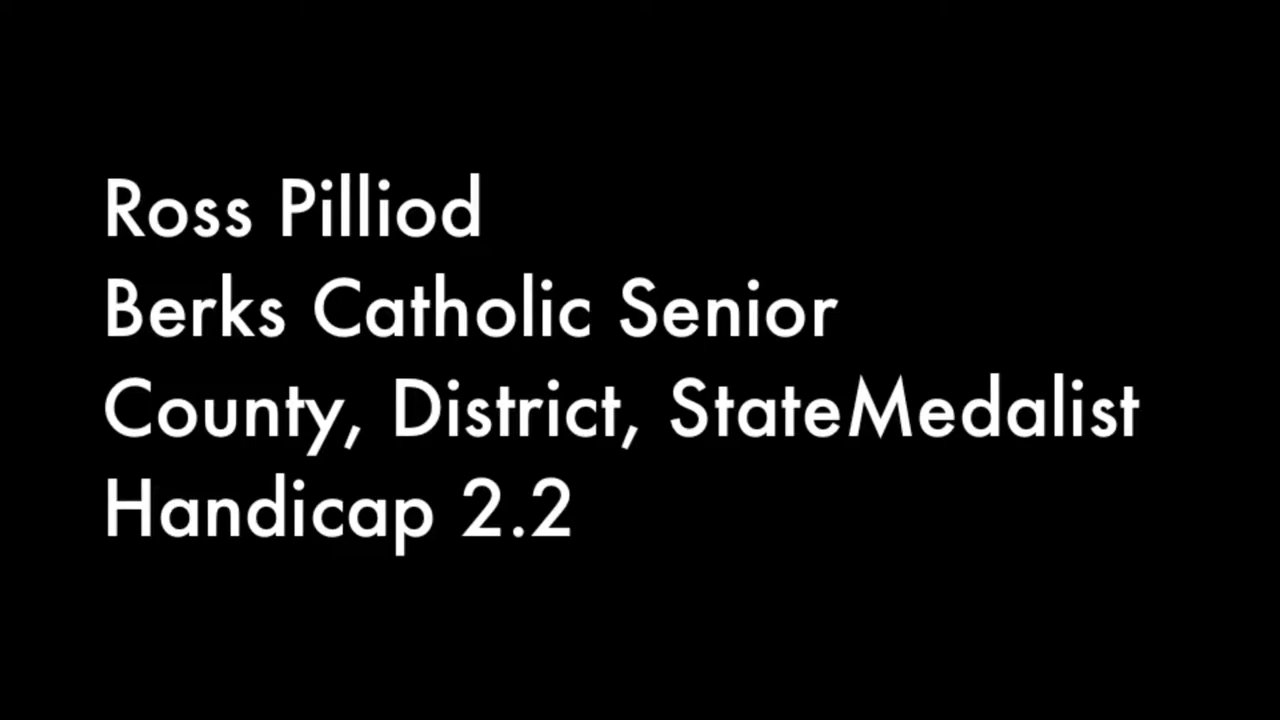 Ross Pilliod
Berks Catholic Senior
County, District, StateMedalist
Handicap 2.2